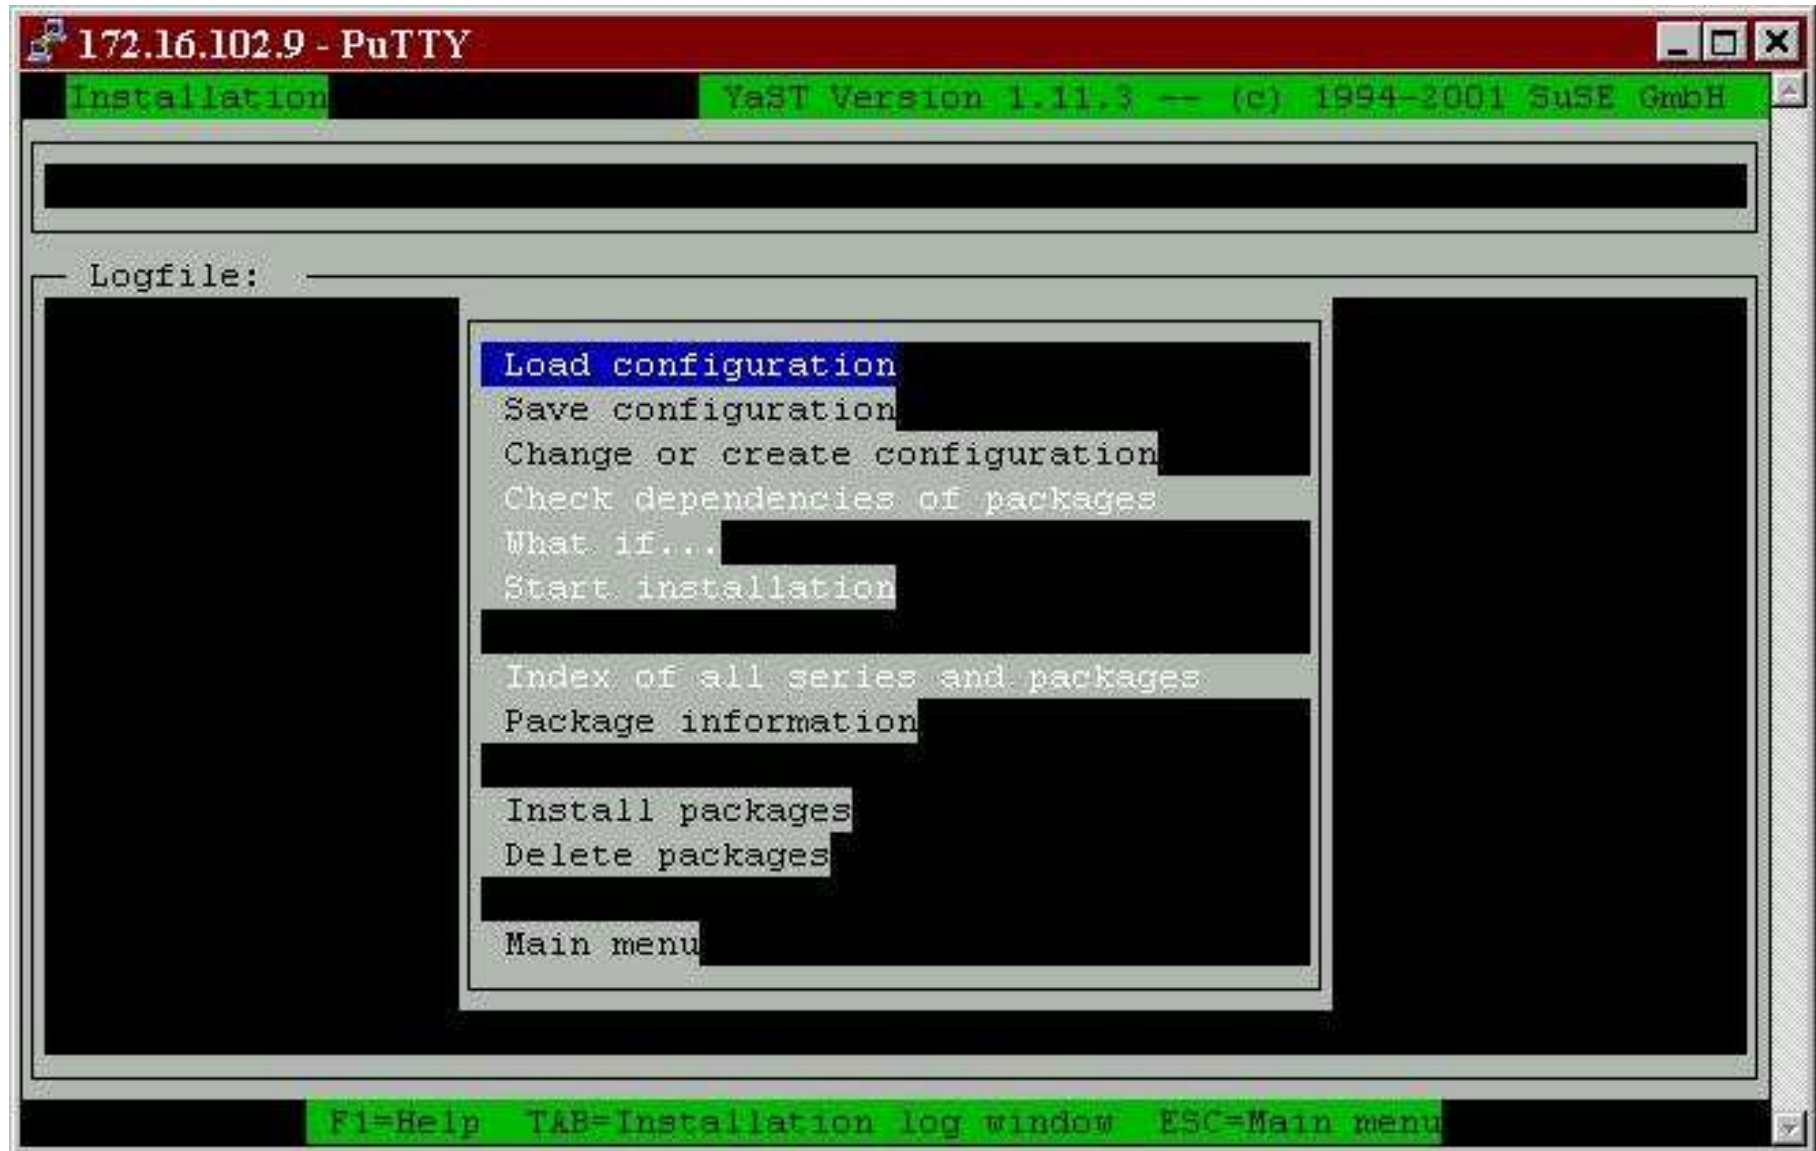 172.16.102.9 - PuTTY
Installation YaST Version 1.11.3 -- (c) 1994-2001 SuSE GmbH
Logfile:
Load configuration
Save configuration
Change or create configuration
Check dependencies of packages
What if...
Start installation
Index of all series and packages
Package information
Install packages
Delete packages
Main menu
F1=Help TAB=Installation log window ESC=Main menu